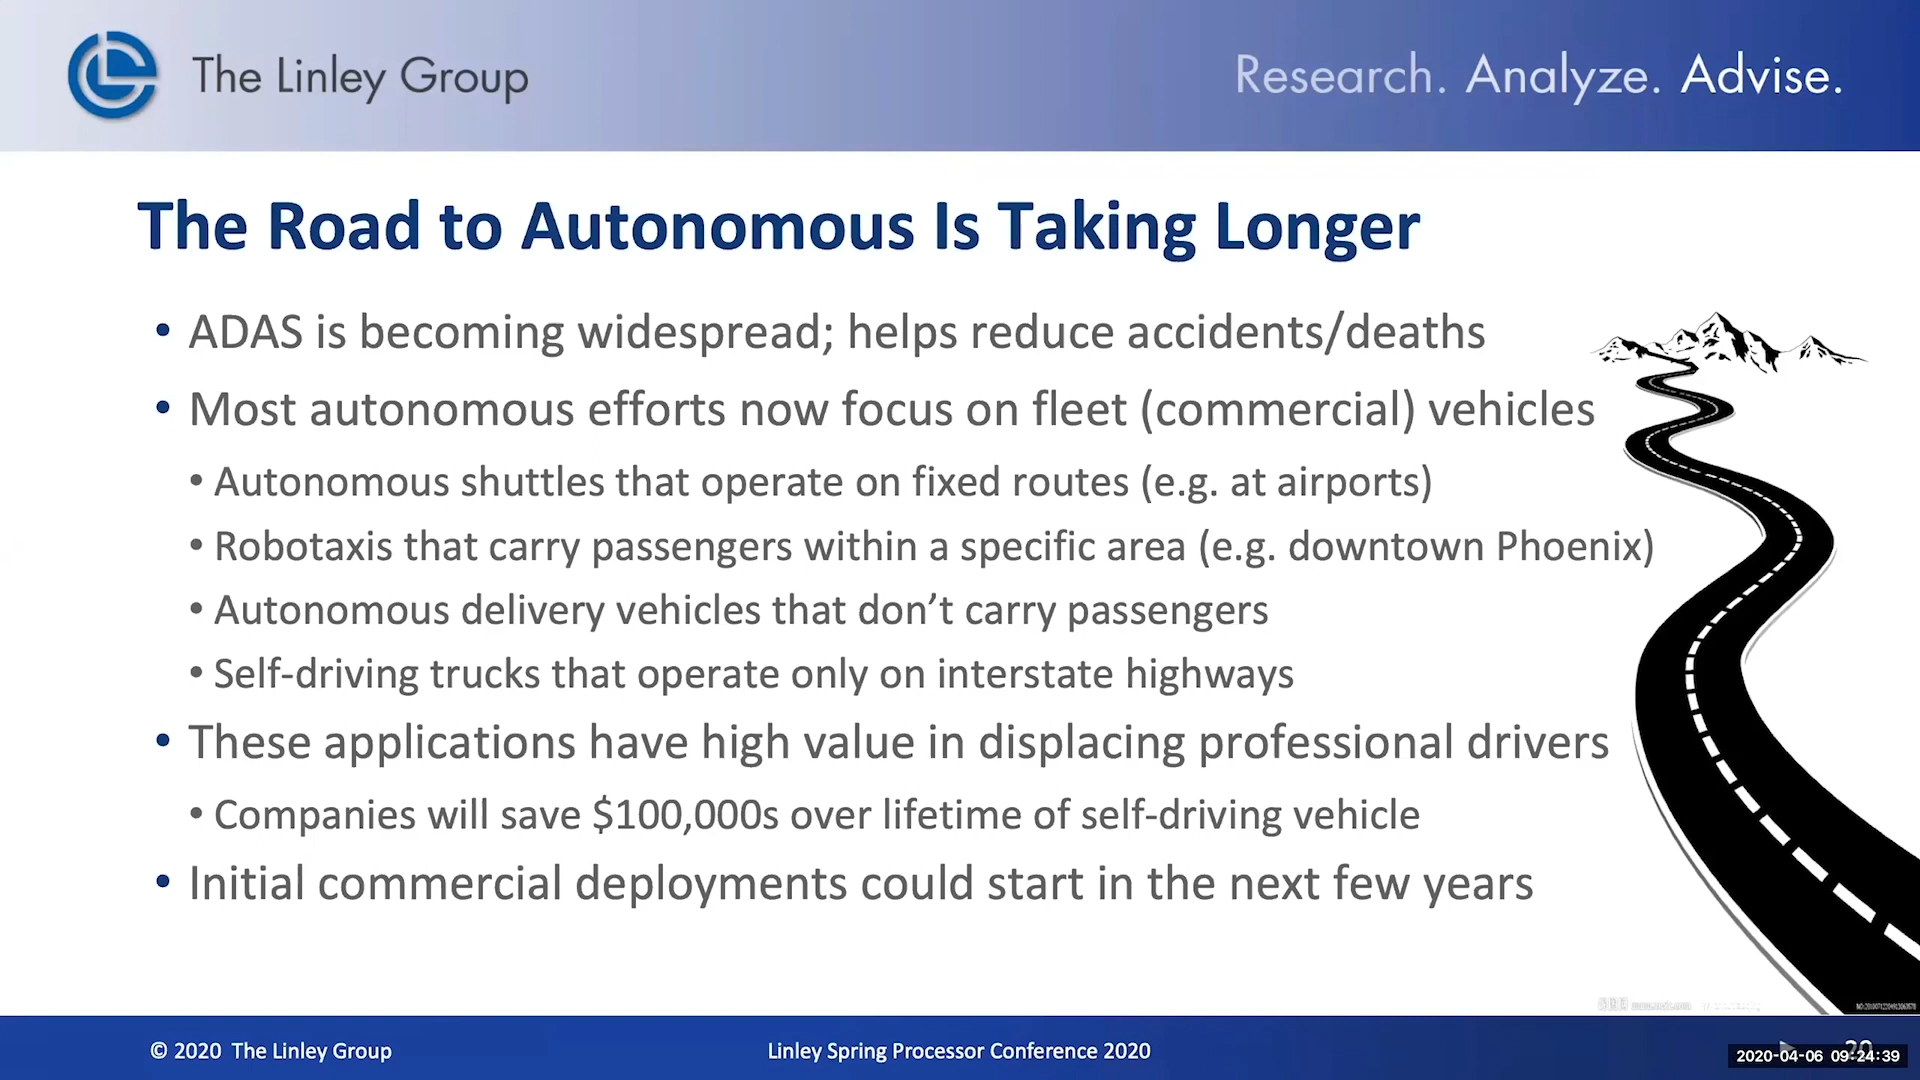 The Linley Group
Research. Analyze. Advise.
The Road to Autonomous Is Taking Longer
• ADAS is becoming widespread; helps reduce accidents/deaths
• Most autonomous efforts now focus on fleet (commercial) vehicles
• Autonomous shuttles that operate on fixed routes (e.g. at airports)
• Robotaxis that carry passengers within a specific area (e.g. downtown Phoenix)
• Autonomous delivery vehicles that don’t carry passengers
• Self-driving trucks that operate only on interstate highways
• These applications have high value in displacing professional drivers
• Companies will save $100,000s over lifetime of self-driving vehicle
• Initial commercial deployments could start in the next few years
© 2020 The Linley Group
Linley Spring Processor Conference 2020
20
2020-04-06 09:24:39